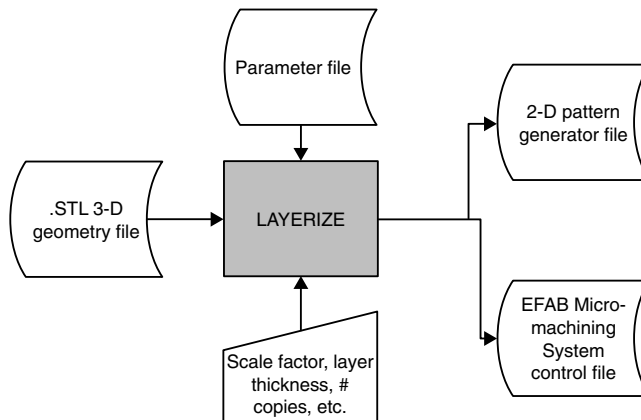 Parameter file
2-D pattern
generator file
.STL 3-D
geometry file
LAYERIZE
EFAB Micro-
machining
System
control file
Scale factor, layer
thickness, #
copies, etc.